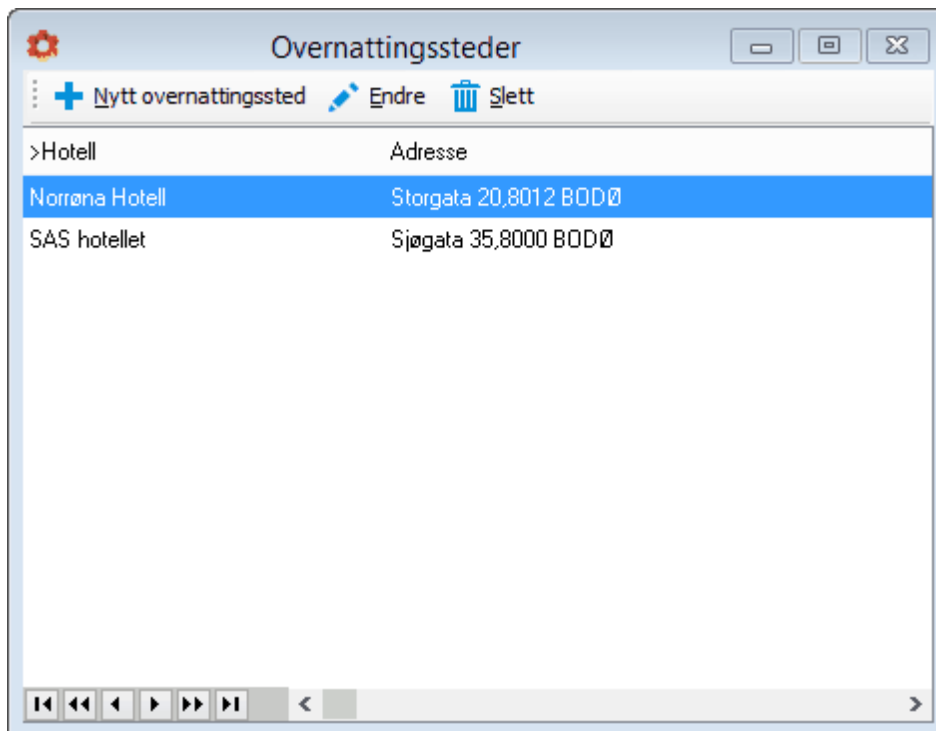 Overnattingssteder
Nytt overnattingssted Endre Slett
>Hotell Adresse
Norrøna Hotell Storgata 20,8012 BODØ
SAS hotellet Sjøgata 35,8000 BODØ